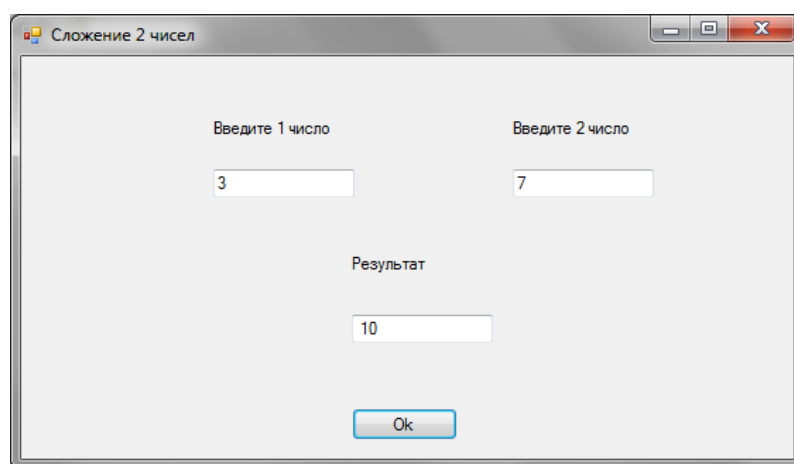 Сложение 2 чисел
Введите 1 число
Введите 2 число
3
7
Результат
10
Ok